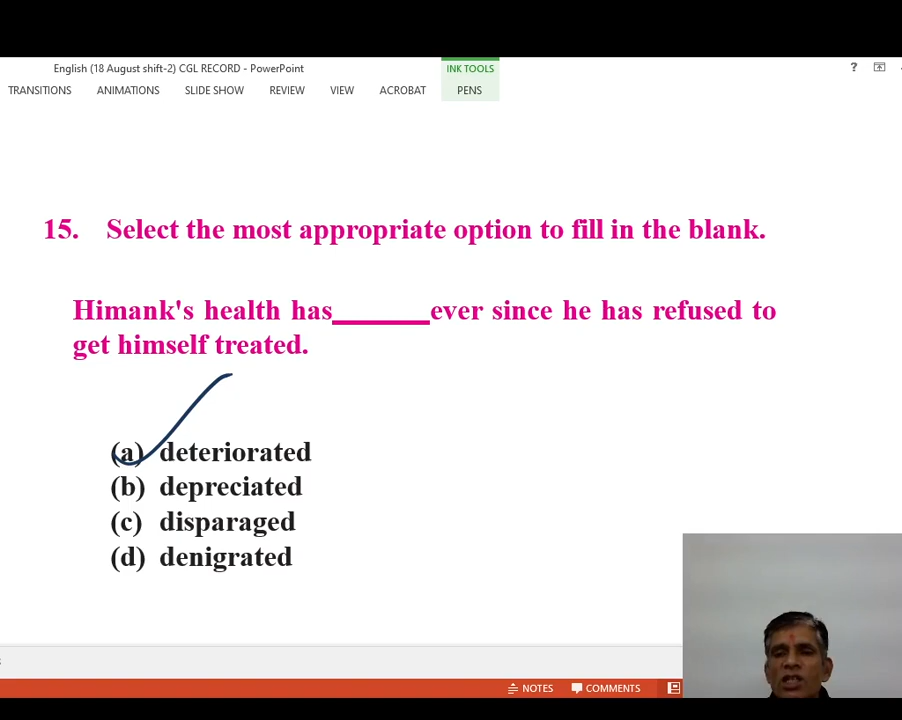 English (18 August shift-2) CGL RECORD - PowerPoint
INK TOOLS
?
TRANSITIONS ANIMATIONS SLIDE SHOW REVIEW VIEW ACROBAT PENS
15. Select the most appropriate option to fill in the blank.
Himank's health has_______ever since he has refused to
get himself treated.
(a) deteriorated
(b) depreciated
(c) disparaged
(d) denigrated
NOTES COMMENTS